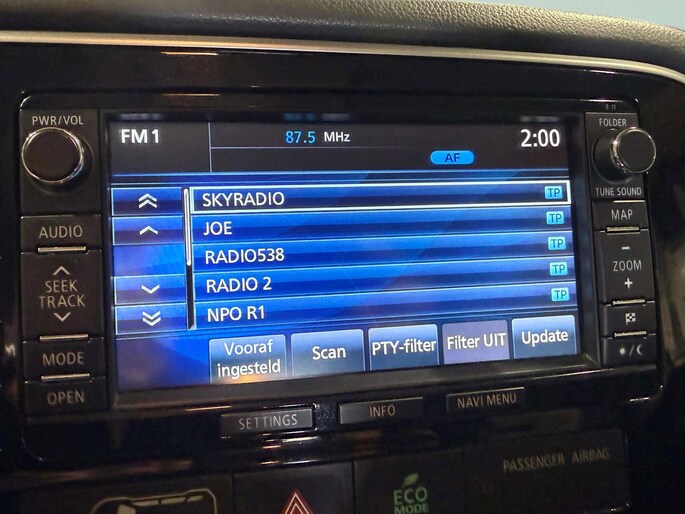 PWR/VOL
FM1
87.5 MHz
2:00
AF
FOLDER
TUNE SOUND
AUDIO
SEEK
TRACK
MODE
OPEN
SKYRADIO TP
JOE TP
RADIO538 TP
RADIO 2 TP
NPO R1 TP
Vooraf
ingesteld
Scan
PTY-filter
Filter UIT
Update
MAP
ZOOM
SETTINGS
INFO
NAVI MENU
PASSENGER AIRBAG
ECO
MODE